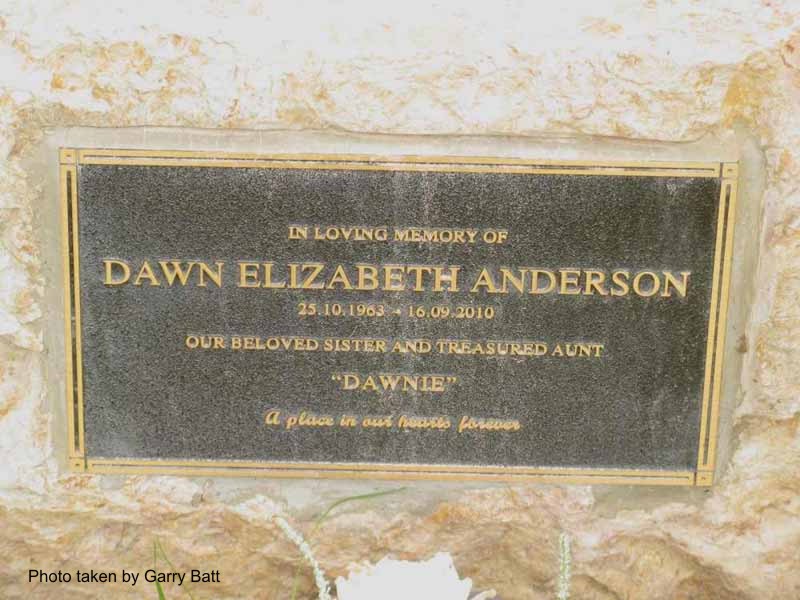 IN LOVING MEMORY OF
DAWN ELIZABETH ANDERSON
25.10.1963 - 16.09.2010
OUR BELOVED SISTER AND TREASURED AUNT
"DAWNIE"
A place in our hearts forever
Photo taken by Garry Batt